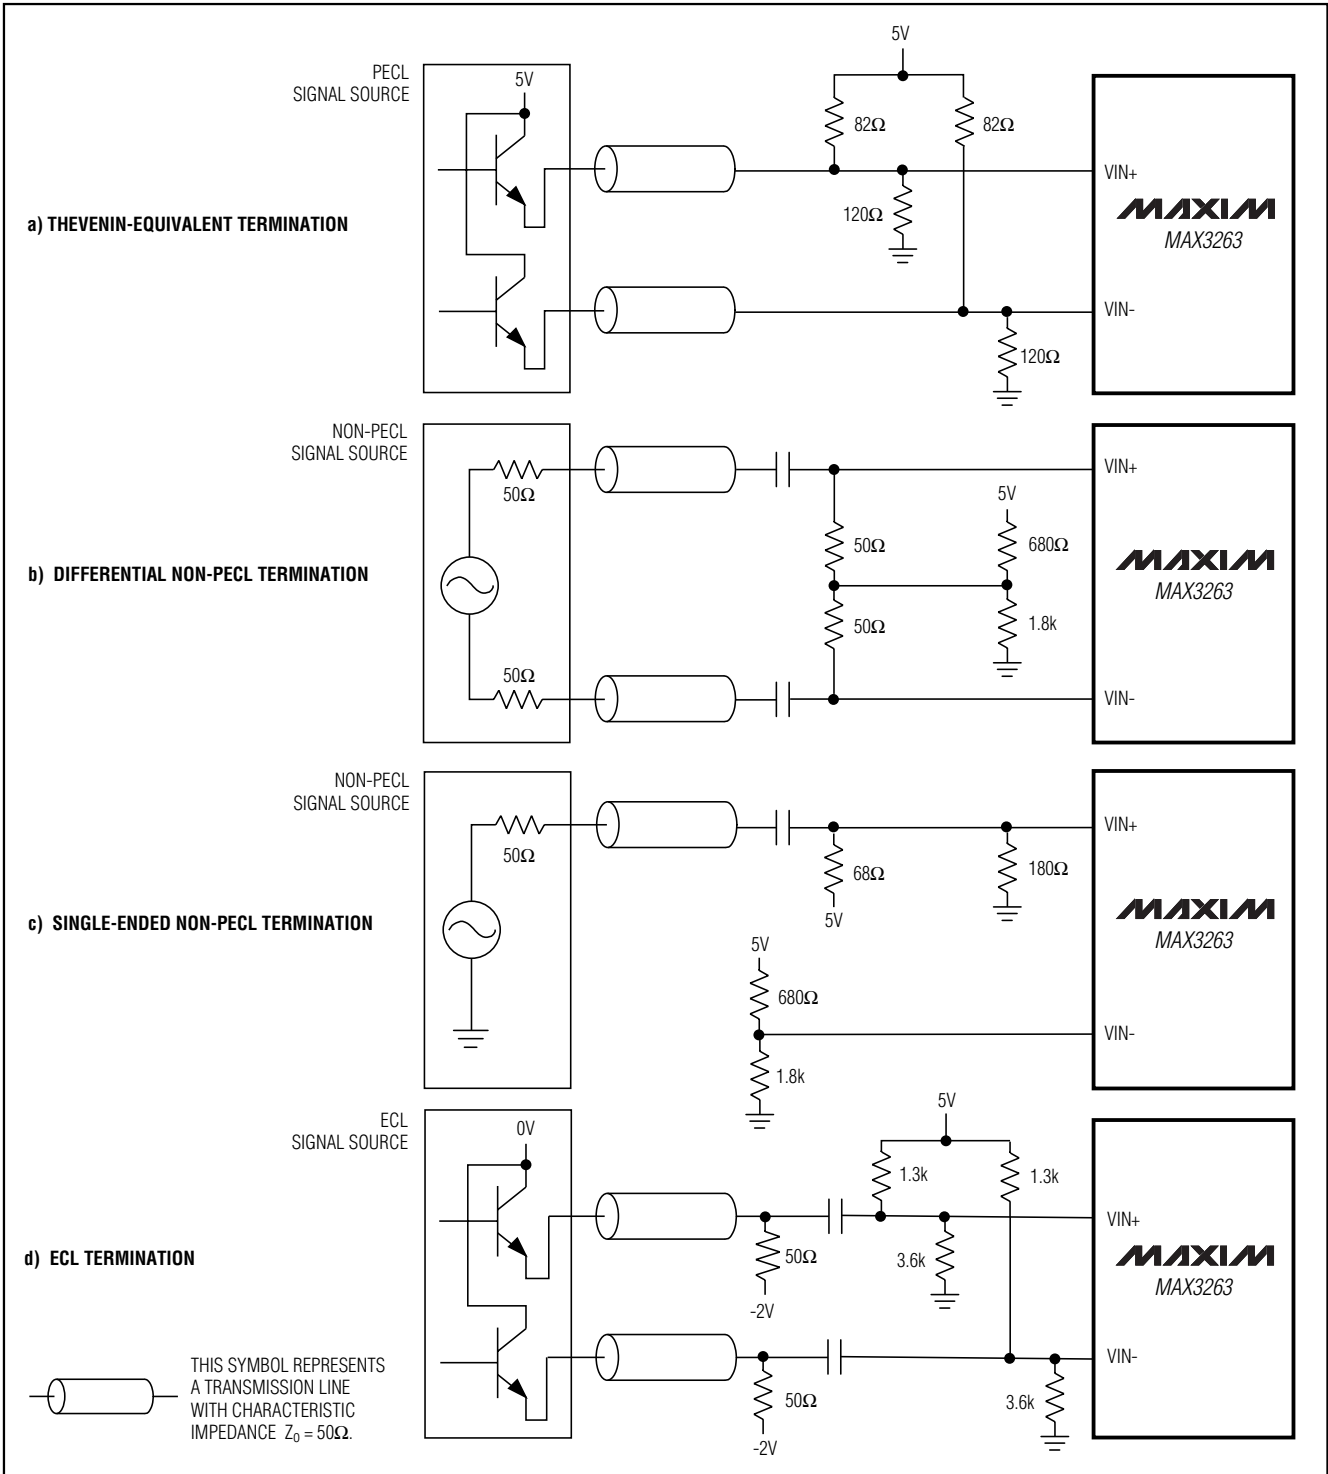 5V
PECL
SIGNAL SOURCE
5V
82Ω
82Ω
VIN+
120Ω
MAXIM
MAX3263
a) THEVENIN-EQUIVALENT TERMINATION
VIN-
120Ω
NON-PECL
SIGNAL SOURCE
50Ω
VIN+
5V
50Ω
680Ω
MAXIM
MAX3263
b) DIFFERENTIAL NON-PECL TERMINATION
50Ω
1.8k
50Ω
VIN-
NON-PECL
SIGNAL SOURCE
50Ω
VIN+
68Ω
180Ω
5V
MAXIM
MAX3263
c) SINGLE-ENDED NON-PECL TERMINATION
5V
680Ω
VIN-
1.8k
ECL
SIGNAL SOURCE
0V
5V
1.3k
1.3k
VIN+
50Ω
3.6k
-2V
MAXIM
MAX3263
d) ECL TERMINATION
VIN-
50Ω
3.6k
-2V
THIS SYMBOL REPRESENTS
A TRANSMISSION LINE
WITH CHARACTERISTIC
IMPEDANCE Z₀ = 50Ω.